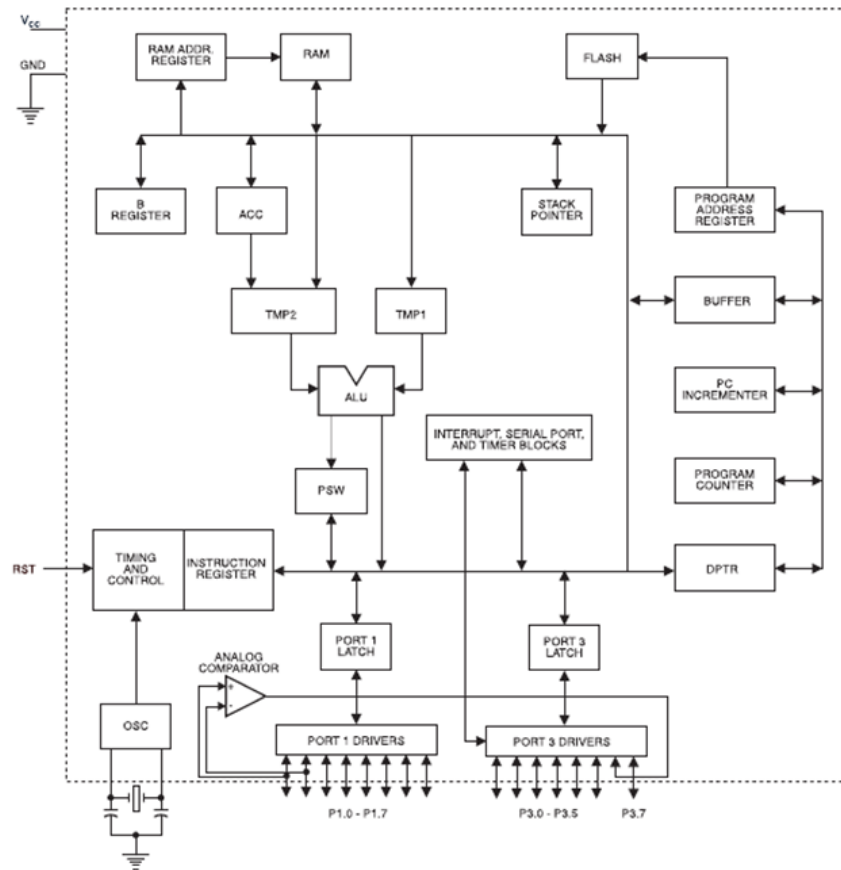 Vcc
GND
RAM ADDR.
REGISTER
RAM
FLASH
B
REGISTER
ACC
STACK
POINTER
PROGRAM
ADDRESS
REGISTER
TMP2
TMP1
BUFFER
ALU
PC
INCREMENTER
INTERRUPT, SERIAL PORT,
AND TIMER BLOCKS
PSW
PROGRAM
COUNTER
RST
TIMING
AND
CONTROL
INSTRUCTION
REGISTER
DPTR
PORT 1
LATCH
PORT 3
LATCH
ANALOG
COMPARATOR
+
-
OSC
PORT 1 DRIVERS
PORT 3 DRIVERS
P1.0 - P1.7
P3.0 - P3.5
P3.7